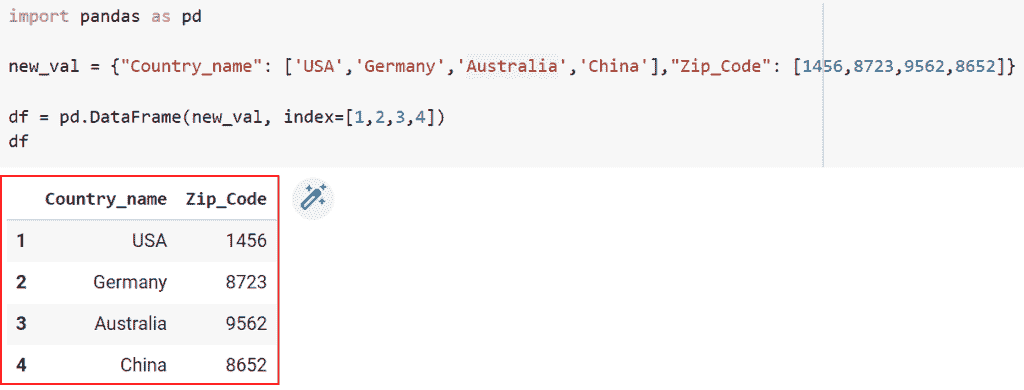 import pandas as pd
new_val = {"Country_name": ['USA','Germany','Australia','China'],"Zip_Code": [1456,8723,9562,8652]}
df = pd.DataFrame(new_val, index=[1,2,3,4])
df
Country_name Zip_Code
1 USA 1456
2 Germany 8723
3 Australia 9562
4 China 8652